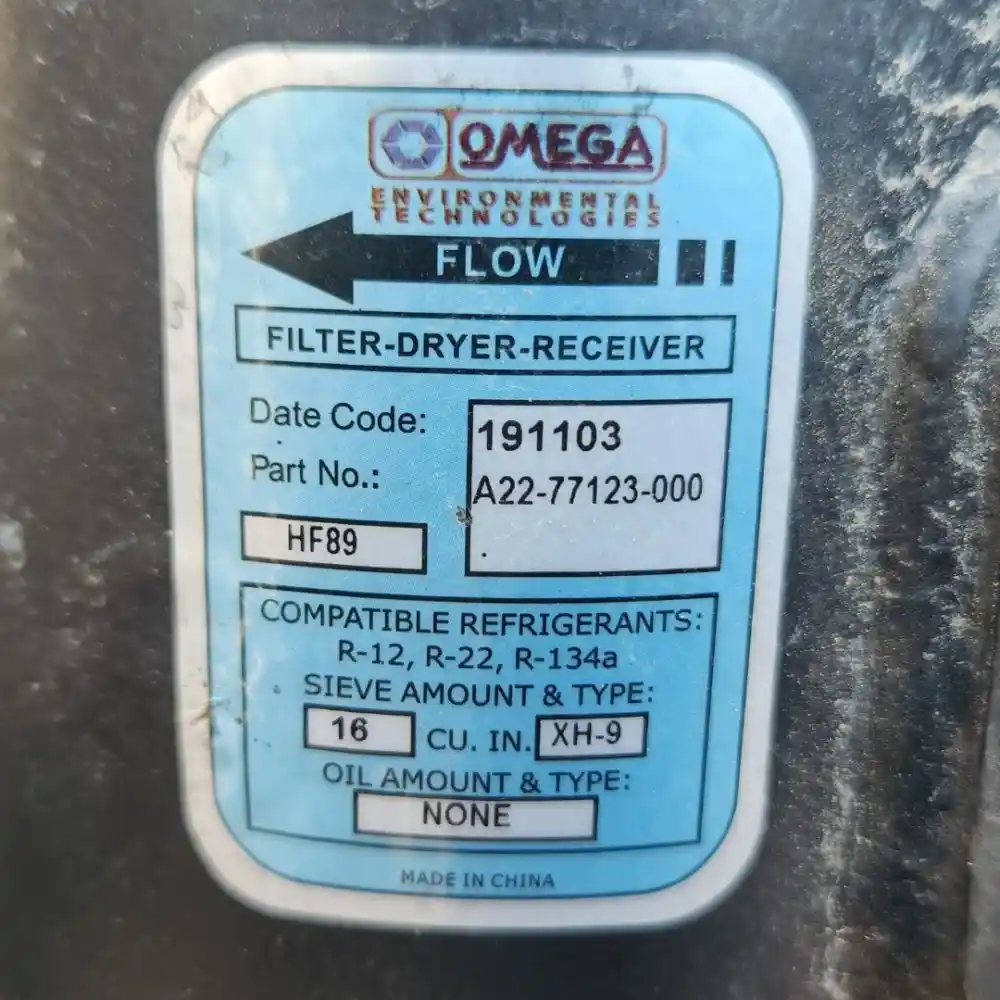 OMEGA
ENVIRONMENTAL
TECHNOLOGIES
FLOW
FILTER-DRYER-RECEIVER
Date Code: 191103
Part No.: A22-77123-000
HF89
COMPATIBLE REFRIGERANTS:
R-12, R-22, R-134a
SIEVE AMOUNT & TYPE:
16 CU. IN. XH-9
OIL AMOUNT & TYPE:
NONE
MADE IN CHINA